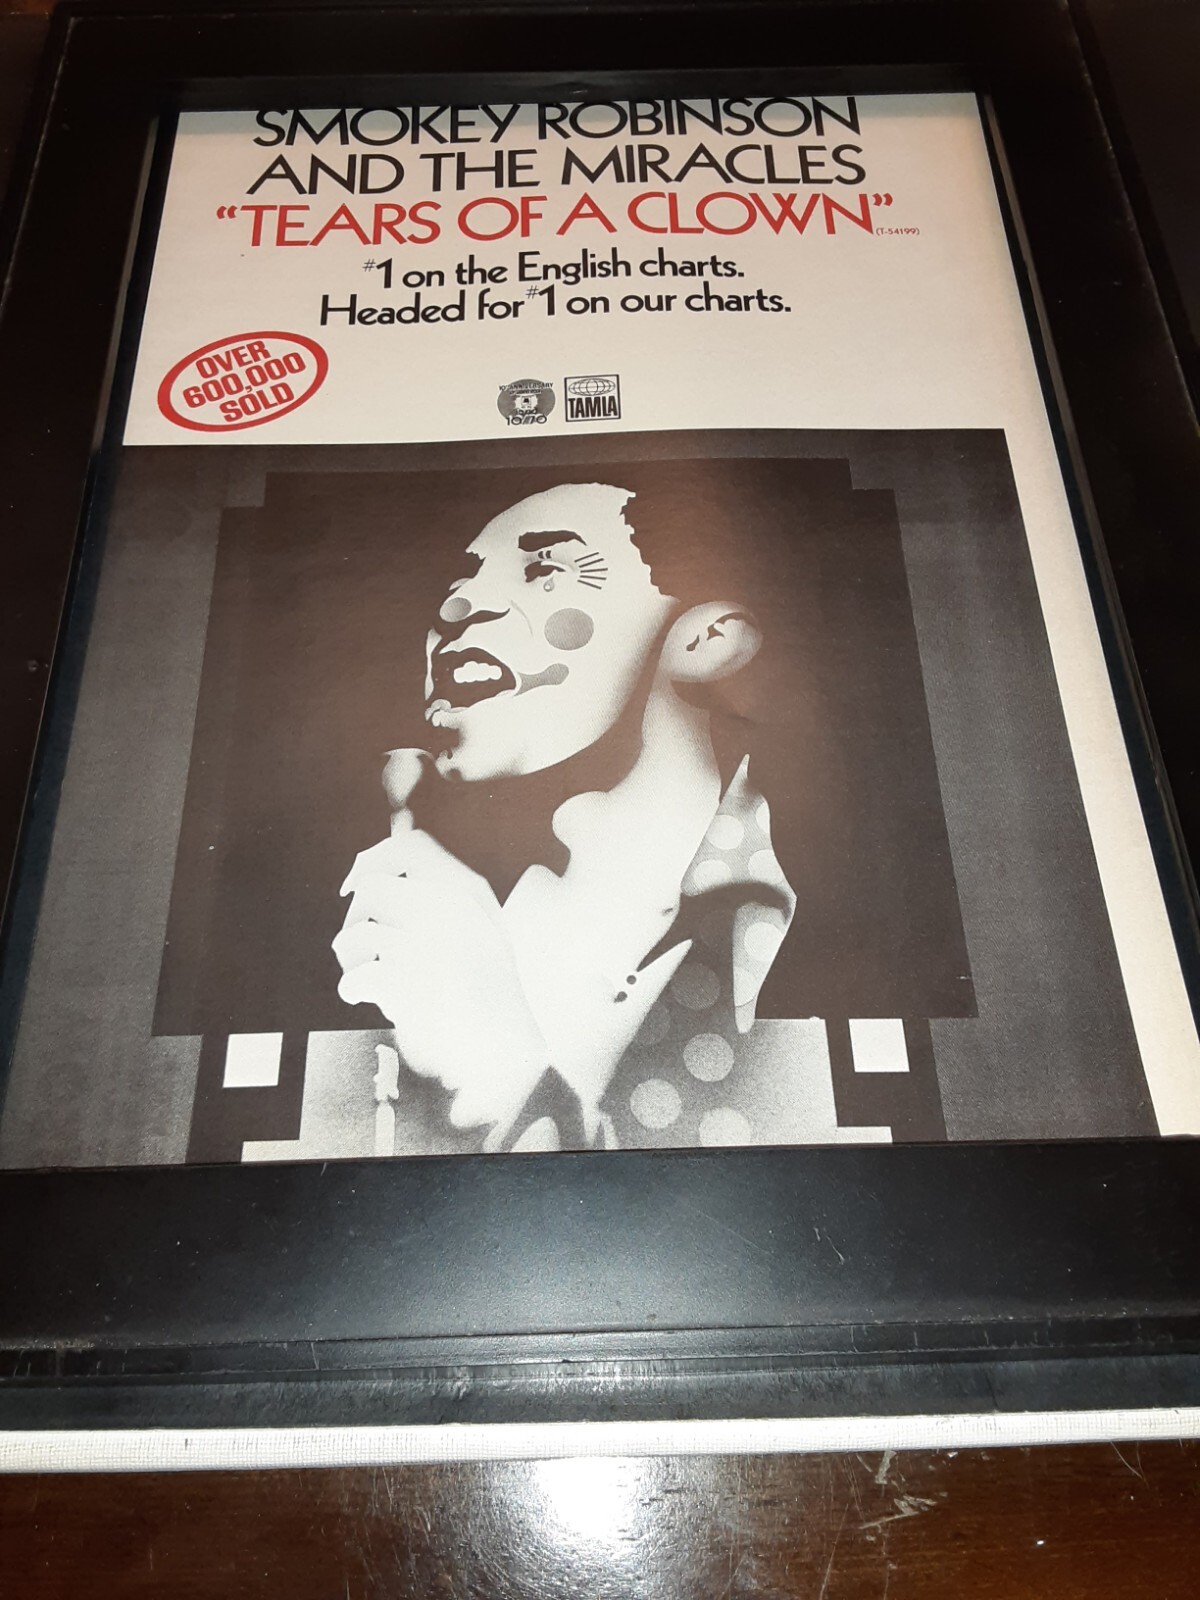 SMOKEY ROBINSON
AND THE MIRACLES
“TEARS OF A CLOWN” (T-54199)
#1 on the English charts.
Headed for #1 on our charts.
OVER
600,000
SOLD
TAMLA